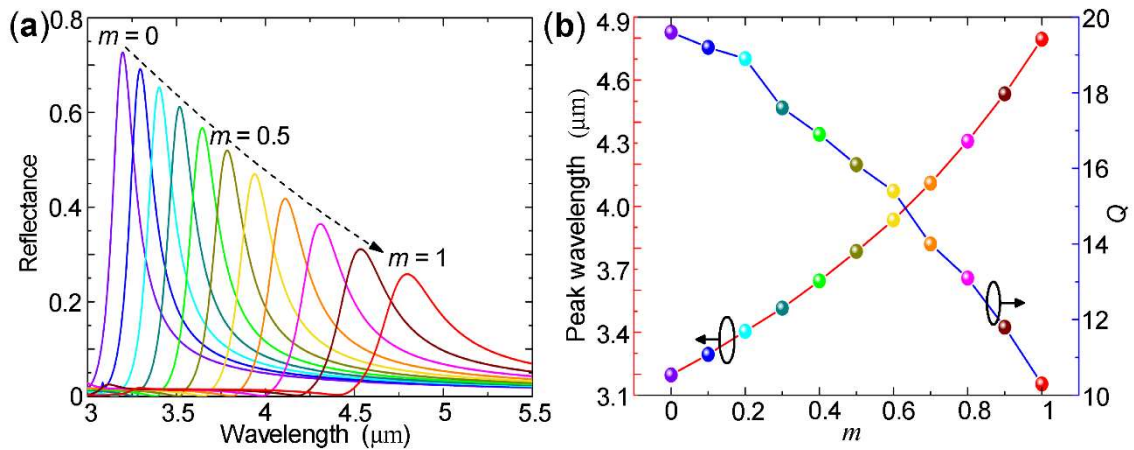 (a)
0.8
0.6
0.4
0.2
0
Reflectance
m = 0
m = 0.5
m = 1
3 3.5 4 4.5 5 5.5
Wavelength (μm)
(b)
4.9
4.6
4.3
4.0
3.7
3.4
3.1
Peak wavelength (μm)
20
18
16
14
12
10
Q
0 0.2 0.4 0.6 0.8 1
m